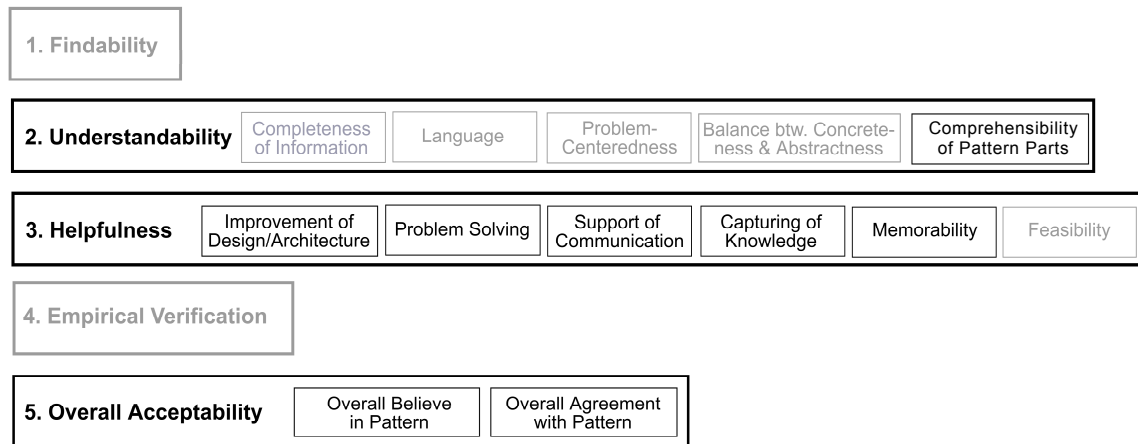 1. Findability
2. Understandability
Completeness
of Information
Language
Problem-
Centeredness
Balance btw. Concrete-
ness & Abstractness
Comprehensibility
of Pattern Parts
3. Helpfulness
Improvement of
Design/Architecture
Problem Solving
Support of
Communication
Capturing of
Knowledge
Memorability
Feasibility
4. Empirical Verification
5. Overall Acceptability
Overall Believe
in Pattern
Overall Agreement
with Pattern